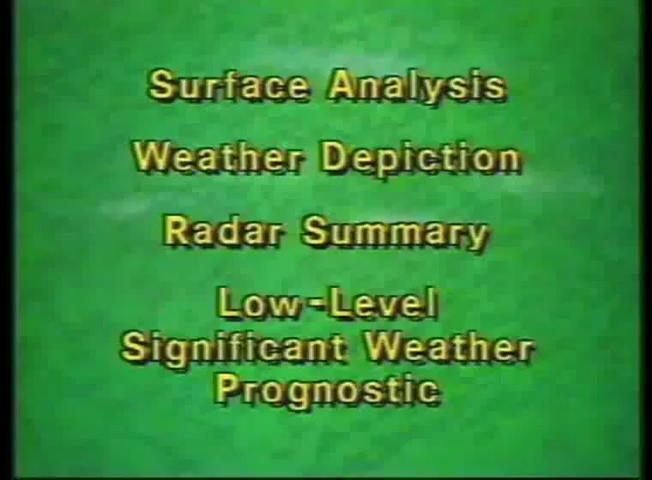 Surface Analysis
Weather Depiction
Radar Summary
Low-Level
Significant Weather
Prognostic